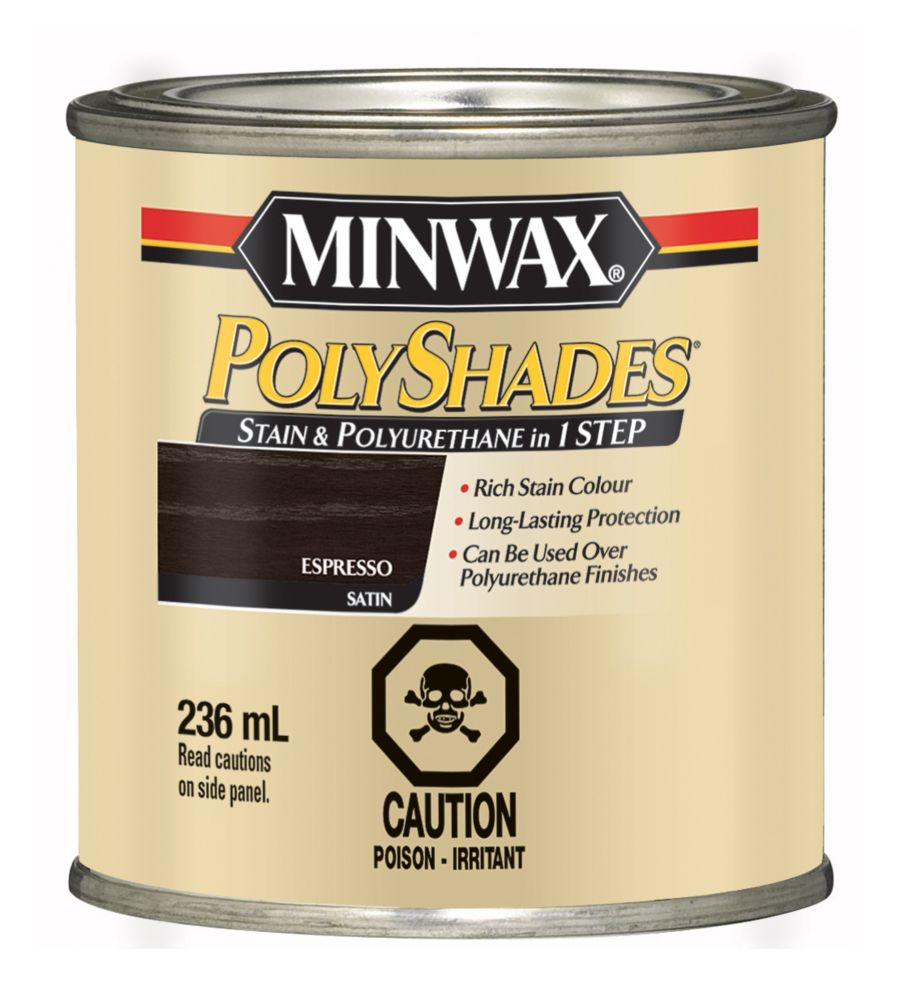 MINWAX®
POLYSHADES®
STAIN & POLYURETHANE in 1 STEP
• Rich Stain Colour
• Long-Lasting Protection
• Can Be Used Over
Polyurethane Finishes
ESPRESSO
SATIN
236 mL
Read cautions
on side panel.
CAUTION
POISON - IRRITANT